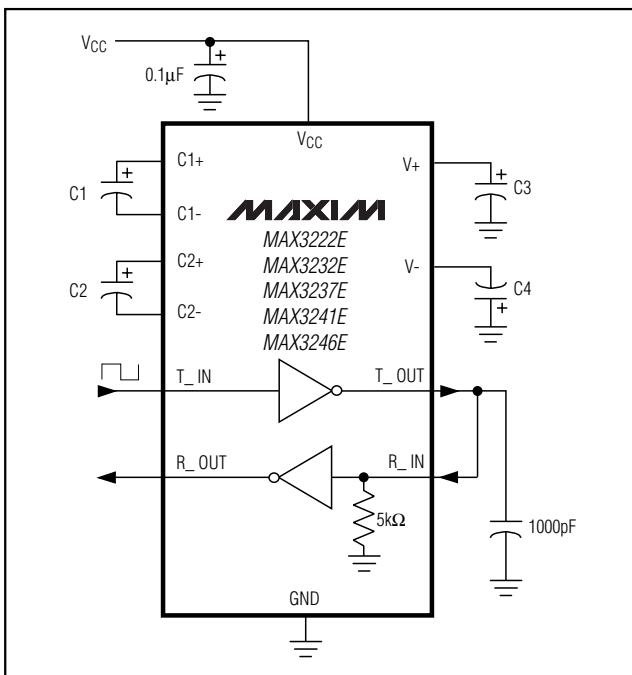 VCC
0.1µF
VCC
C1+
V+
C1
C3
C1-
MAXIM
MAX3222E
C2+
MAX3232E
V-
C2
MAX3237E
C4
C2-
MAX3241E
MAX3246E
T_ IN
T_ OUT
R_ OUT
R_ IN
5kΩ
1000pF
GND